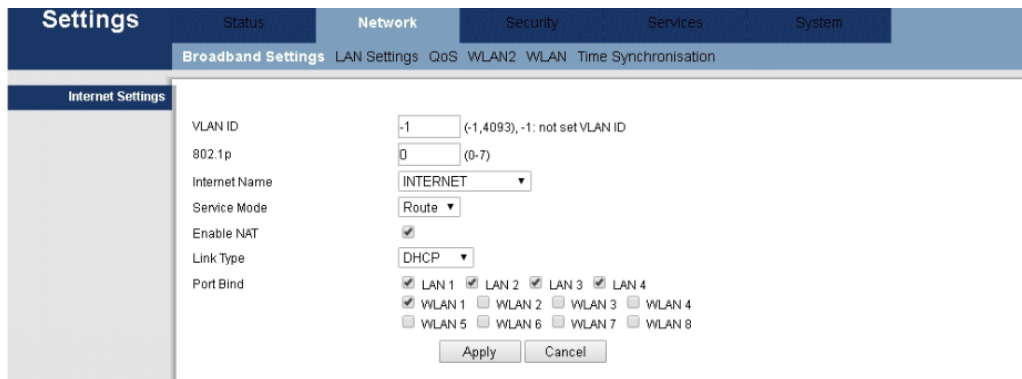 Settings Status Network Security Services System
Broadband Settings LAN Settings QoS WLAN2 WLAN Time Synchronisation
Internet Settings
VLAN ID -1 (-1,4093), -1: not set VLAN ID
802.1p 0 (0-7)
Internet Name INTERNET
Service Mode Route
Enable NAT
Link Type DHCP
Port Bind LAN 1 LAN 2 LAN 3 LAN 4
WLAN 1 WLAN 2 WLAN 3 WLAN 4
WLAN 5 WLAN 6 WLAN 7 WLAN 8
Apply Cancel